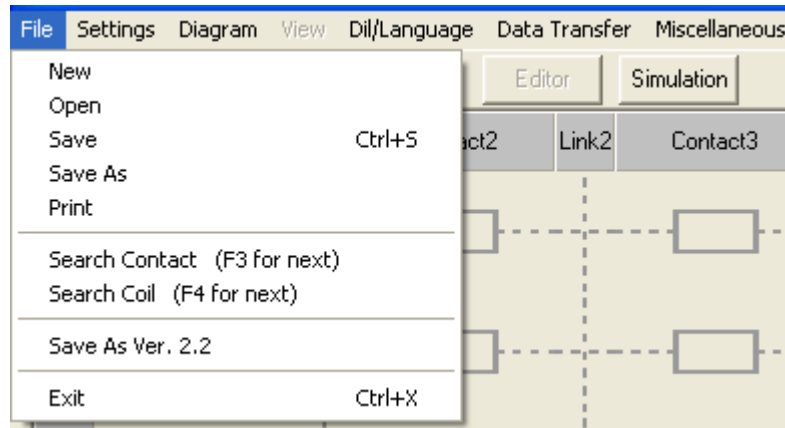 File Settings Diagram View Dil/Language Data Transfer Miscellaneous
Editor Simulation
act2 Link2 Contact3
New
Open
Save Ctrl+S
Save As
Print
Search Contact (F3 for next)
Search Coil (F4 for next)
Save As Ver. 2.2
Exit Ctrl+X